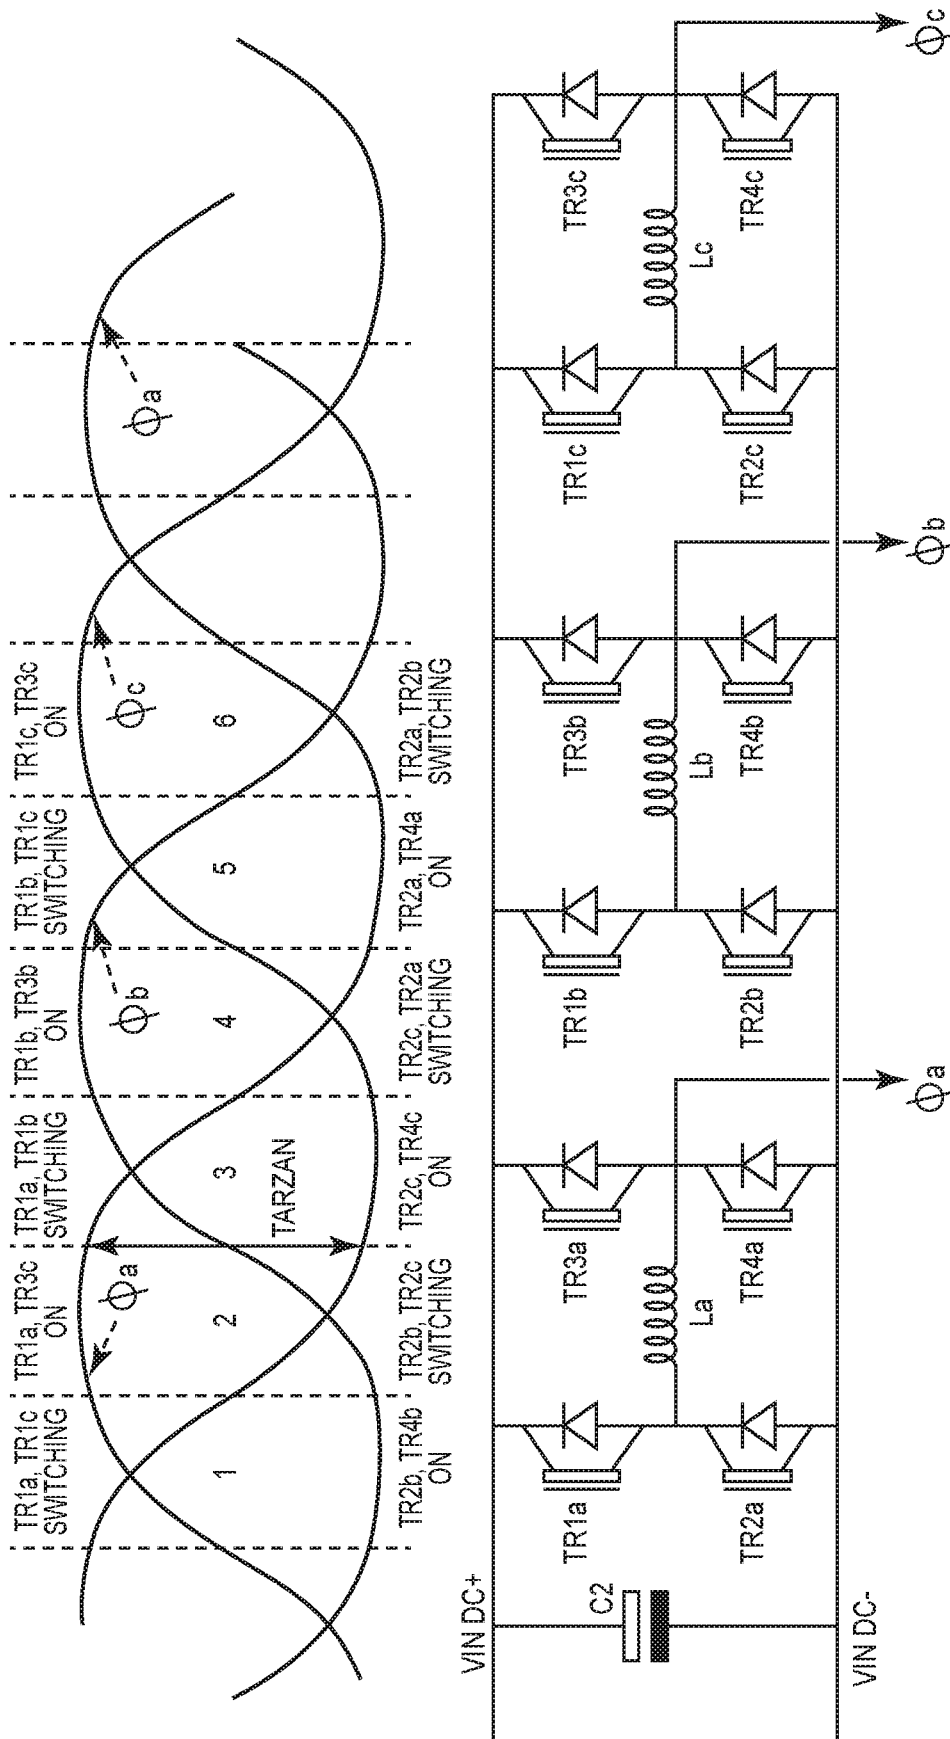 TR1a, TR1c
SWITCHING
TR1a, TR3c
ON
TR1a, TR1b
SWITCHING
TR1b, TR3b
ON
TR1b, TR1c
SWITCHING
TR1c, TR3c
ON
ϕa
ϕb
ϕc
ϕa
1
2
3
4
5
6
TARZAN
TR2b, TR4b
ON
TR2b, TR2c
SWITCHING
TR2c, TR4c
ON
TR2c, TR2a
SWITCHING
TR2a, TR4a
ON
TR2a, TR2b
SWITCHING
VIN DC+
C2
TR1a
TR3a
TR1b
TR3b
TR1c
TR3c
La
Lb
Lc
TR2a
TR4a
TR2b
TR4b
TR2c
TR4c
VIN DC-
ϕa
ϕb
ϕc